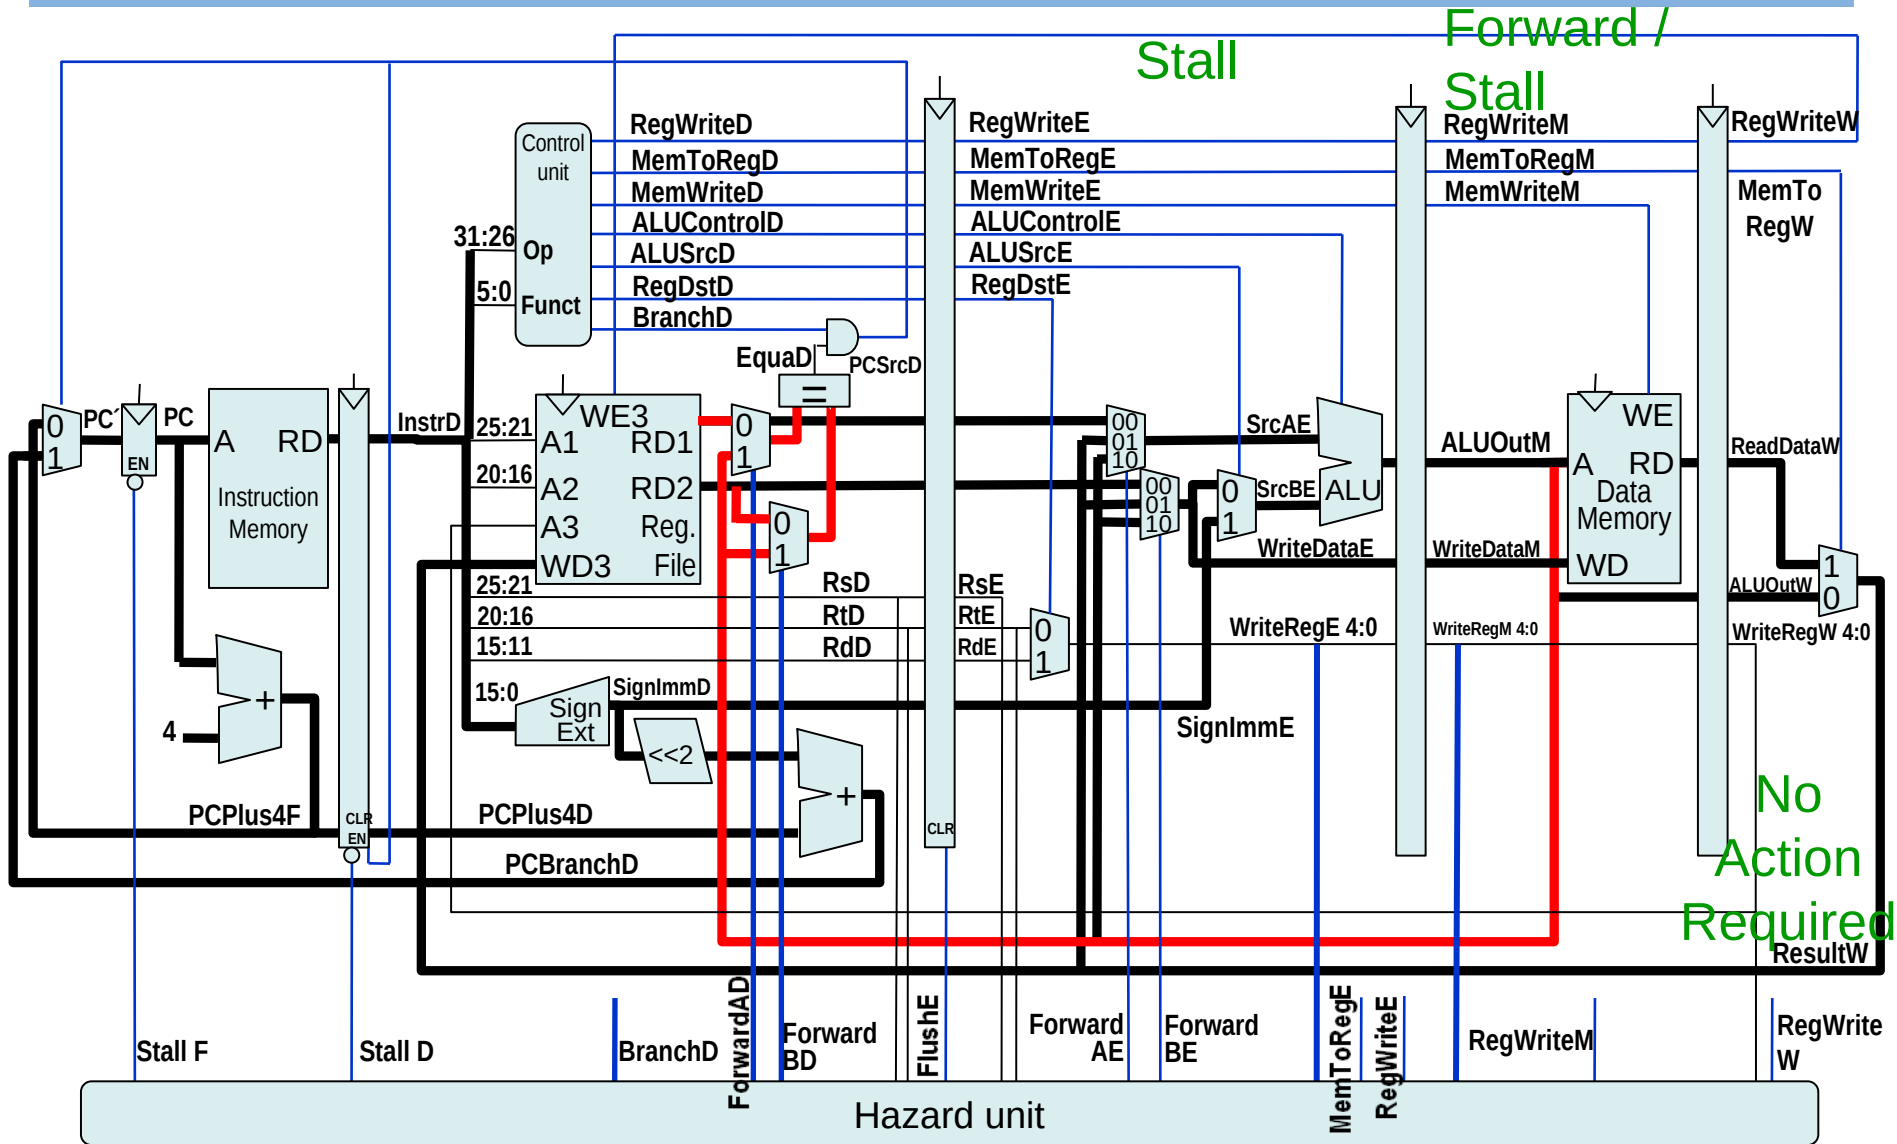 Forward /
Stall
Stall
RegWriteD
RegWriteE
RegWriteM
RegWriteW
Control
unit
MemToRegD
MemToRegE
MemToRegM
MemWriteD
MemWriteE
MemWriteM
MemTo
RegW
ALUControlD
ALUControlE
31:26
Op
ALUSrcD
ALUSrcE
RegDstD
RegDstE
5:0
Funct
BranchD
EquaD
PCSrcD
=
0
1
PC´
PC
EN
A
RD
Instruction
Memory
InstrD
25:21
20:16
WE3
A1
RD1
A2
RD2
A3
Reg.
WD3
File
0
1
0
1
00
01
10
00
01
10
SrcAE
0
1
SrcBE
ALU
ALUOutM
WE
A
RD
Data
Memory
WD
ReadDataW
WriteDataE
WriteDataM
1
0
ALUOutW
25:21
RsD
RsE
20:16
RtD
RtE
15:11
RdD
RdE
0
1
WriteRegE 4:0
WriteRegM 4:0
WriteRegW 4:0
15:0
Sign
Ext
SignImmD
SignImmE
<<2
+
4
+
PCPlus4F
CLR
EN
PCPlus4D
CLR
PCBranchD
No
Action
Required
ResultW
Stall F
Stall D
BranchD
ForwardAD
Forward
BD
FlushE
Forward
AE
Forward
BE
MemToRegE
RegWriteE
RegWriteM
RegWrite
W
Hazard unit